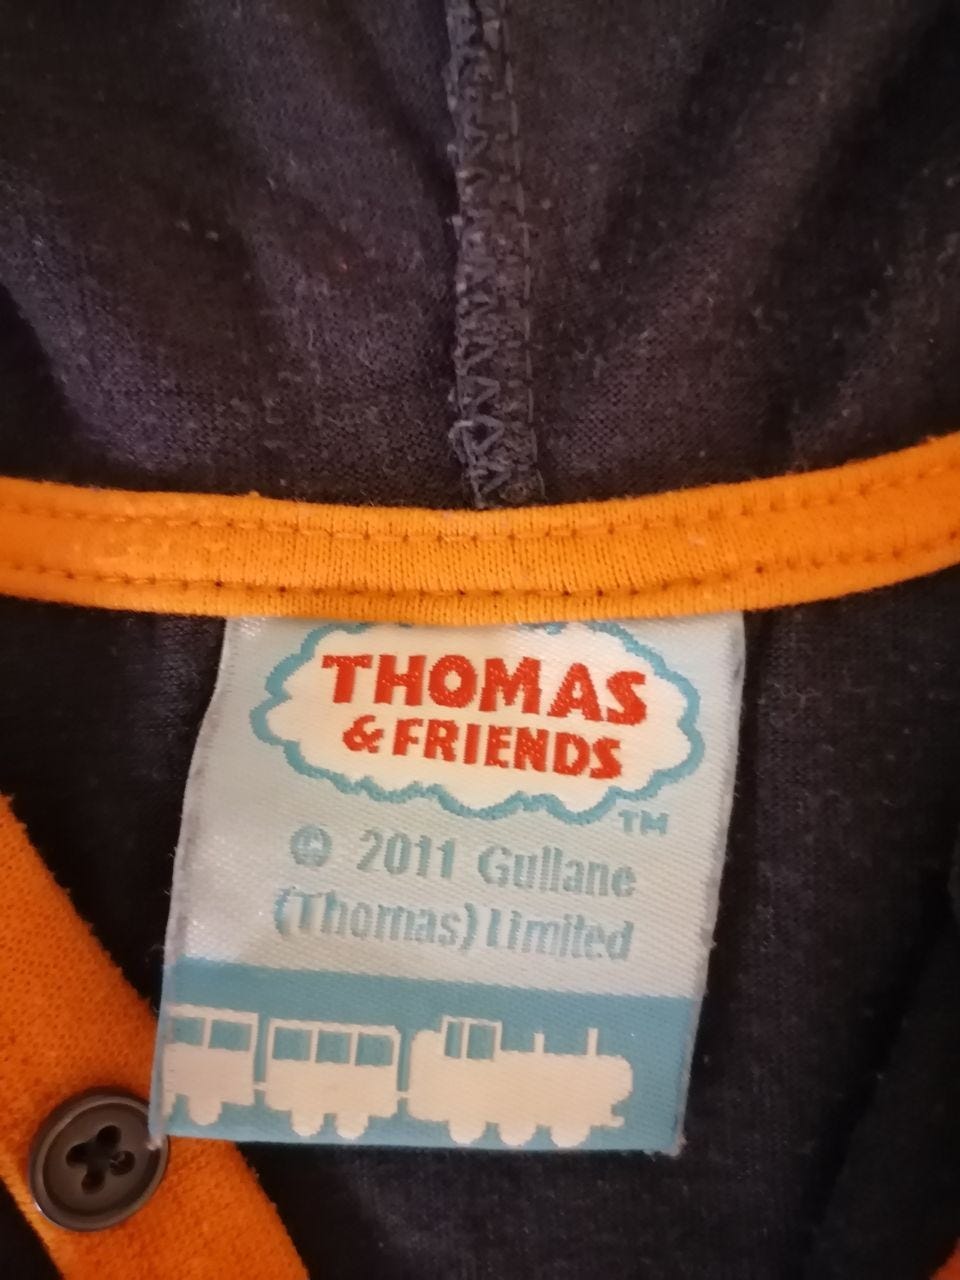 THOMAS
& FRIENDS
TM
© 2011 Gullane
(Thomas) Limited